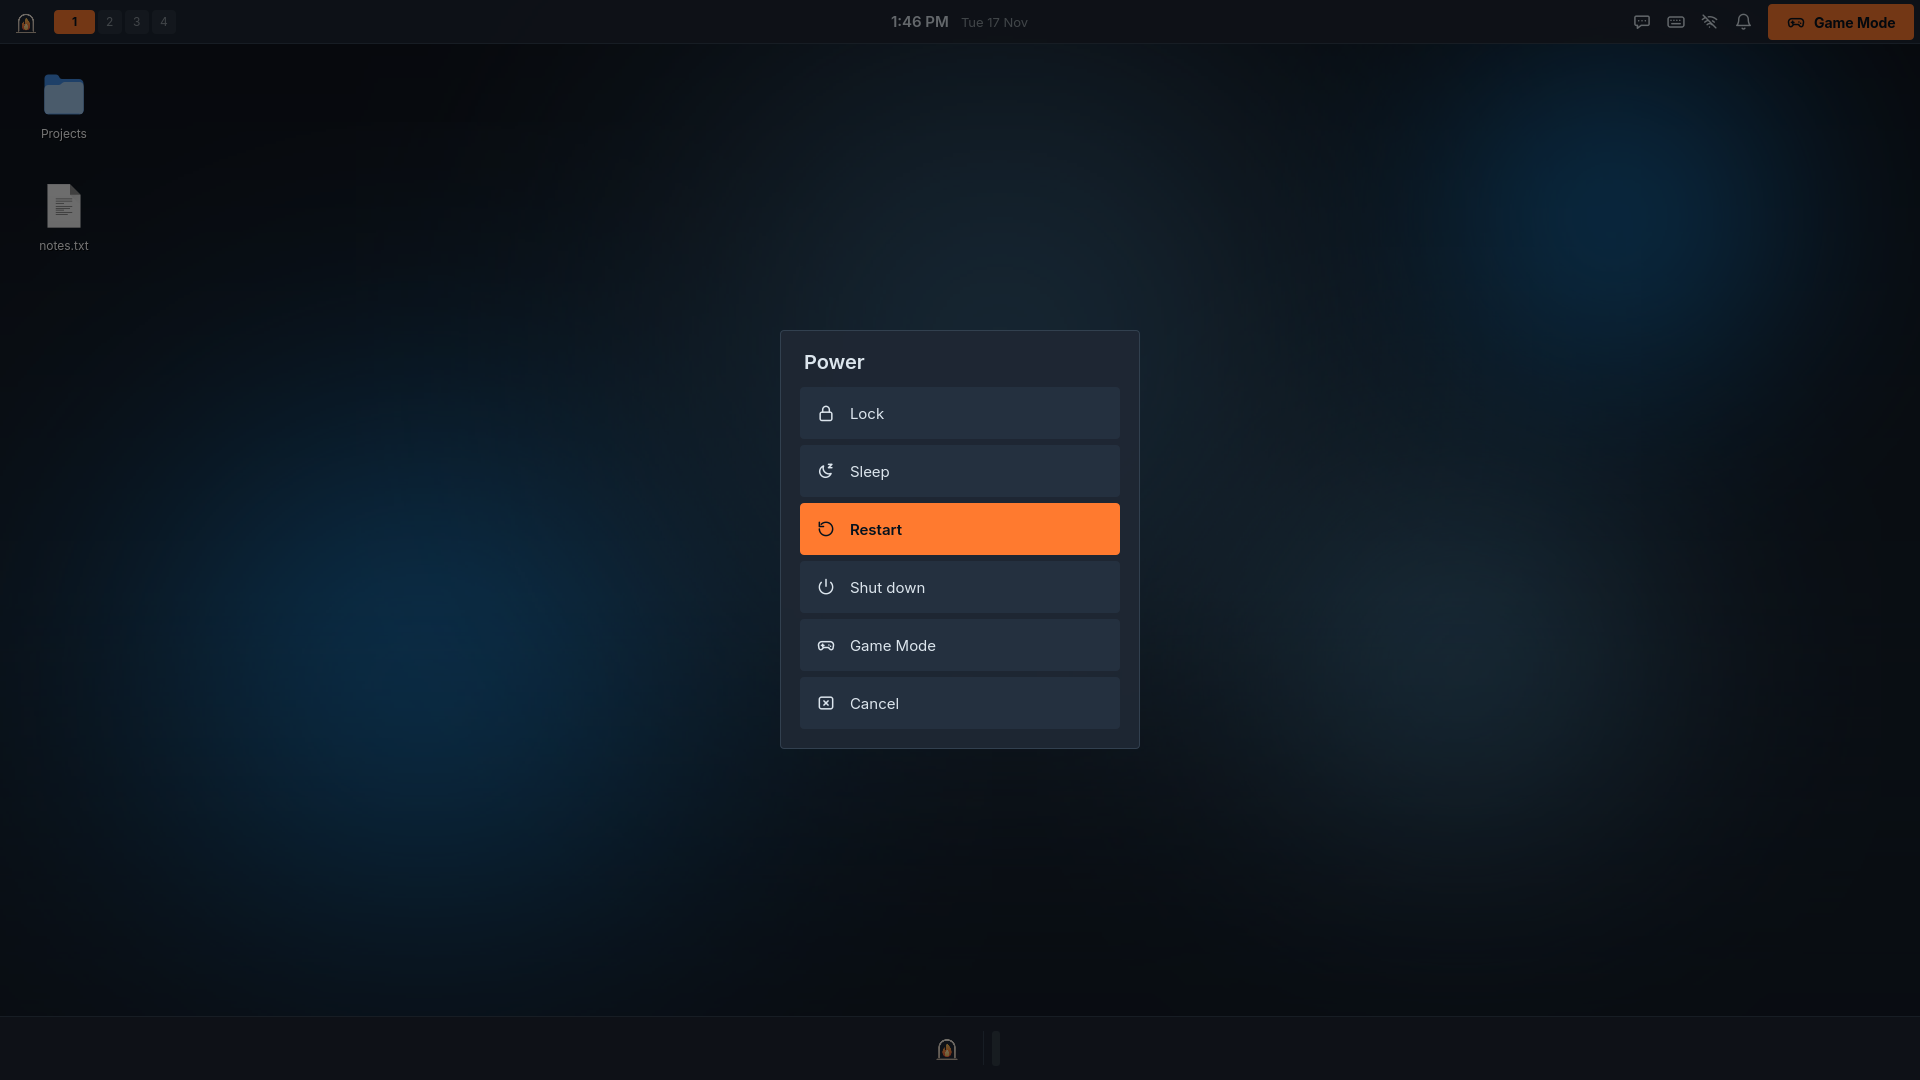 1 2 3 4
1:46 PM Tue 17 Nov
Game Mode
Projects
notes.txt
Power
Lock
Sleep
Restart
Shut down
Game Mode
Cancel